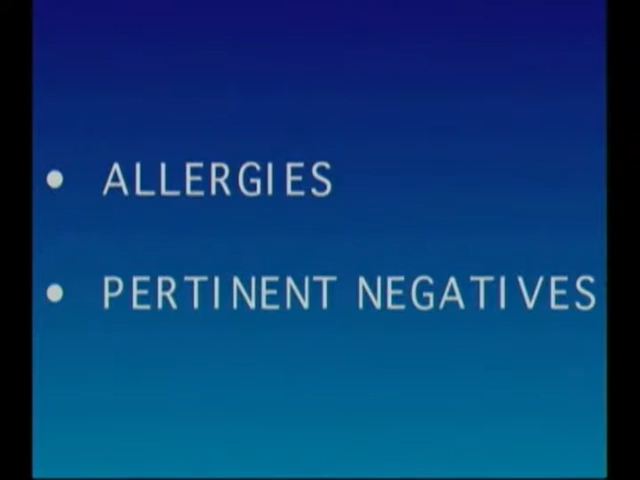 • ALLERGIES
• PERTINENT NEGATIVES